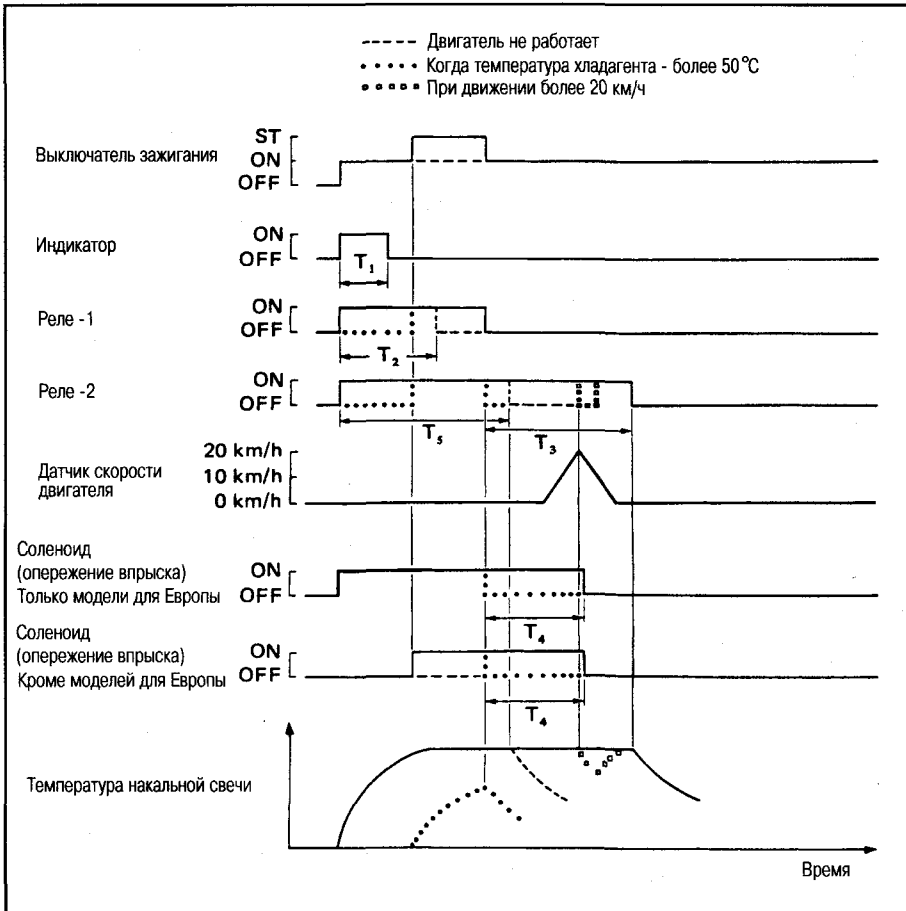 Двигатель не работает
Когда температура хладагента - более 50°C
При движении более 20 км/ч
Выключатель зажигания
ST
ON
OFF
Индикатор
ON
OFF
T₁
Реле -1
ON
OFF
T₂
Реле -2
ON
OFF
T₅
T₃
Датчик скорости
двигателя
20 km/h
10 km/h
0 km/h
Соленоид
(опережение впрыска)
Только модели для Европы
ON
OFF
T₄
Соленоид
(опережение впрыска)
Кроме моделей для Европы
ON
OFF
T₄
Температура накальной свечи
Время